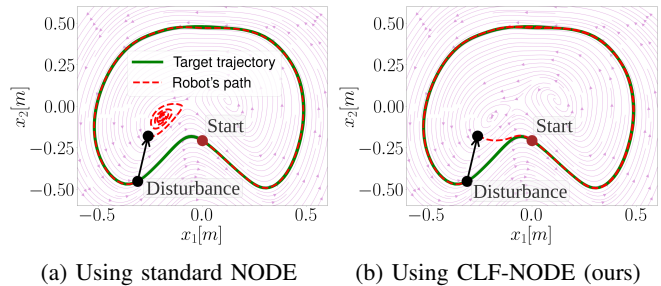 0.50
0.25
0.00
−0.25
−0.50
x₂[m]
Target trajectory
Robot's path
Start
Disturbance
−0.5
0.0
0.5
x₁[m]
(a) Using standard NODE
0.50
0.25
0.00
−0.25
−0.50
x₂[m]
Start
Disturbance
−0.5
0.0
0.5
x₁[m]
(b) Using CLF-NODE (ours)